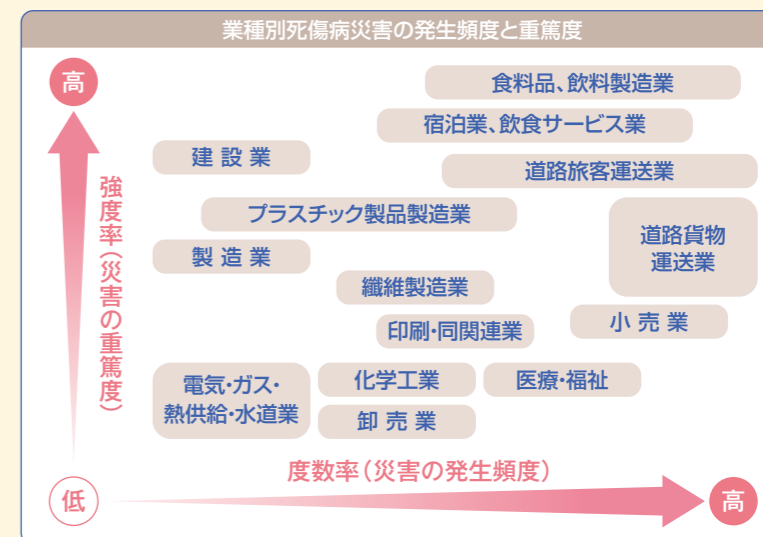 業種別死傷病災害の発生頻度と重篤度
高
食料品、飲料製造業
宿泊業、飲食サービス業
建設業
道路旅客運送業
プラスチック製品製造業
道路貨物
運送業
製造業
繊維製造業
小売業
印刷・同関連業
電気・ガス・
熱供給・水道業
化学工業
医療・福祉
卸売業
強度率(災害の重篤度)
度数率(災害の発生頻度)
低
高